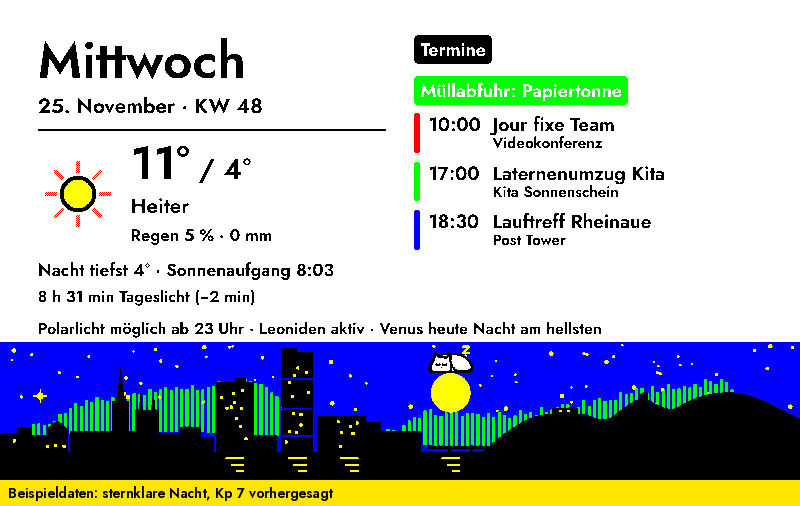 Mittwoch
25. November · KW 48
11° / 4°
Heiter
Regen 5 % · 0 mm
Nacht tiefst 4° · Sonnenaufgang 8:03
8 h 31 min Tageslicht (−2 min)
Polarlicht möglich ab 23 Uhr · Leoniden aktiv · Venus heute Nacht am hellsten
Termine
Müllabfuhr: Papiertonne
10:00 Jour fixe Team
Videokonferenz
17:00 Laternenumzug Kita
Kita Sonnenschein
18:30 Lauftreff Rheinaue
Post Tower
z
Beispieldaten: sternklare Nacht, Kp 7 vorhergesagt